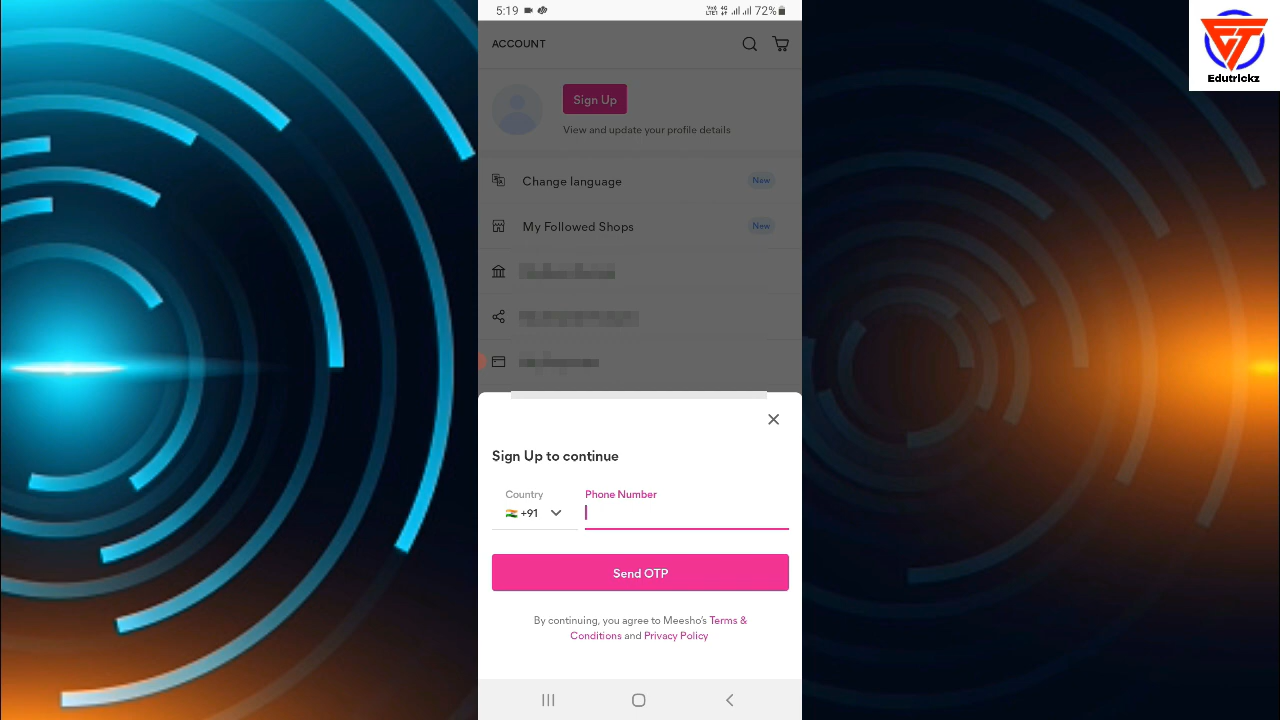 5:19
72%
ACCOUNT
Sign Up
View and update your profile details
Change language
New
My Followed Shops
New
Sign Up to continue
Country
Phone Number
+91
Send OTP
By continuing, you agree to Meesho's Terms &
Conditions and Privacy Policy
GT
Edutrickz